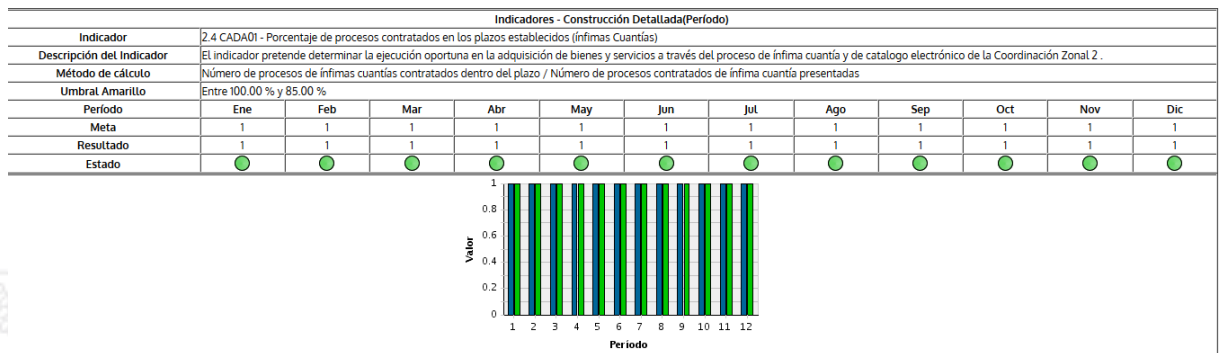 Indicadores - Construcción Detallada(Período)
Indicador 2.4 CADA01 - Porcentaje de procesos contratados en los plazos establecidos (ínfimas Cuantías)
Descripción del Indicador El indicador pretende determinar la ejecución oportuna en la adquisición de bienes y servicios a través del proceso de ínfima cuantía y de catalogo electrónico de la Coordinación Zonal 2 .
Método de cálculo Número de procesos de ínfimas cuantías contratados dentro del plazo / Número de procesos contratados de ínfima cuantía presentadas
Umbral Amarillo Entre 100.00 % y 85.00 %
Período Ene Feb Mar Abr May Jun Jul Ago Sep Oct Nov Dic
Meta 1 1 1 1 1 1 1 1 1 1 1 1
Resultado 1 1 1 1 1 1 1 1 1 1 1 1
Estado
1
0.8
0.6
0.4
0.2
0
Valor
1 2 3 4 5 6 7 8 9 10 11 12
Periodo